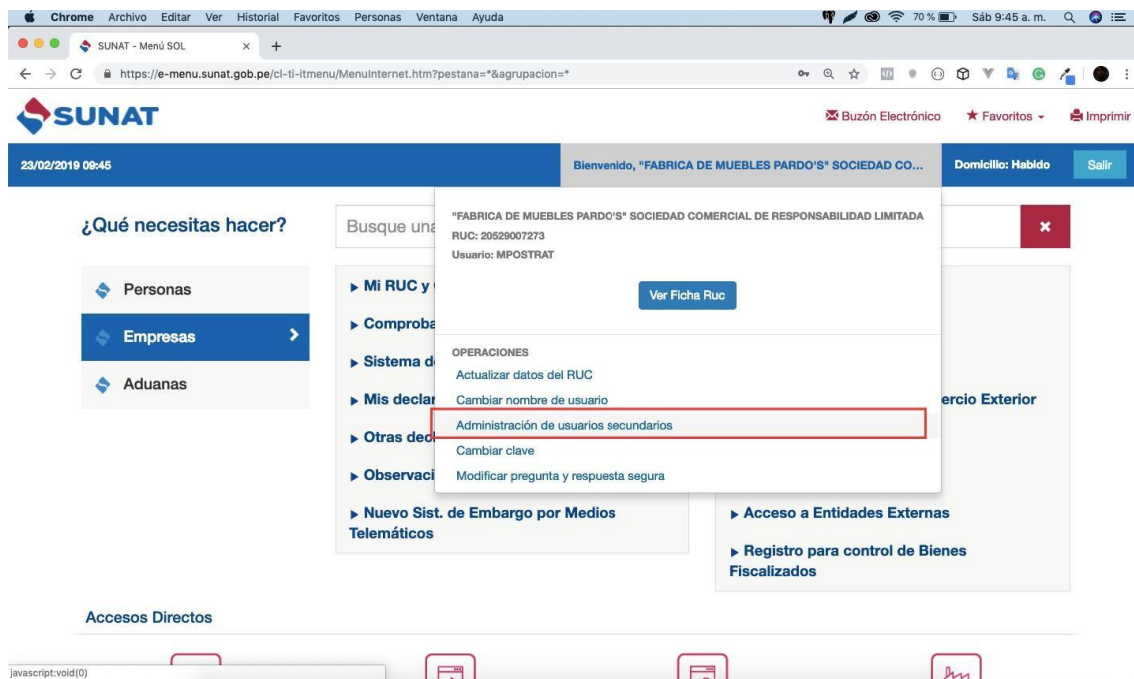 Chrome Archivo Editar Ver Historial Favoritos Personas Ventana Ayuda 70 % Sáb 9:45 a. m.
SUNAT - Menú SOL
https://e-menu.sunat.gob.pe/cl-ti-itmenu/MenuInternet.htm?pestana=*&agrupacion=*
SUNAT
Buzón Electrónico Favoritos Imprimir
23/02/2019 09:45 Bienvenido, "FABRICA DE MUEBLES PARDO'S" SOCIEDAD CO... Domicilio: Habido Salir
¿Qué necesitas hacer?
Busque una
Personas
Empresas
Aduanas
"FABRICA DE MUEBLES PARDO'S" SOCIEDAD COMERCIAL DE RESPONSABILIDAD LIMITADA
RUC: 20529007273
Usuario: MPOSTRAT
Ver Ficha Ruc
OPERACIONES
Actualizar datos del RUC
Cambiar nombre de usuario
Administración de usuarios secundarios
Cambiar clave
Modificar pregunta y respuesta segura
Mi RUC y
Comproba
Sistema d
Mis declar
Otras decl
Observaci
Nuevo Sist. de Embargo por Medios
Telemáticos
ercio Exterior
Acceso a Entidades Externas
Registro para control de Bienes
Fiscalizados
Accesos Directos
javascript:void(0)